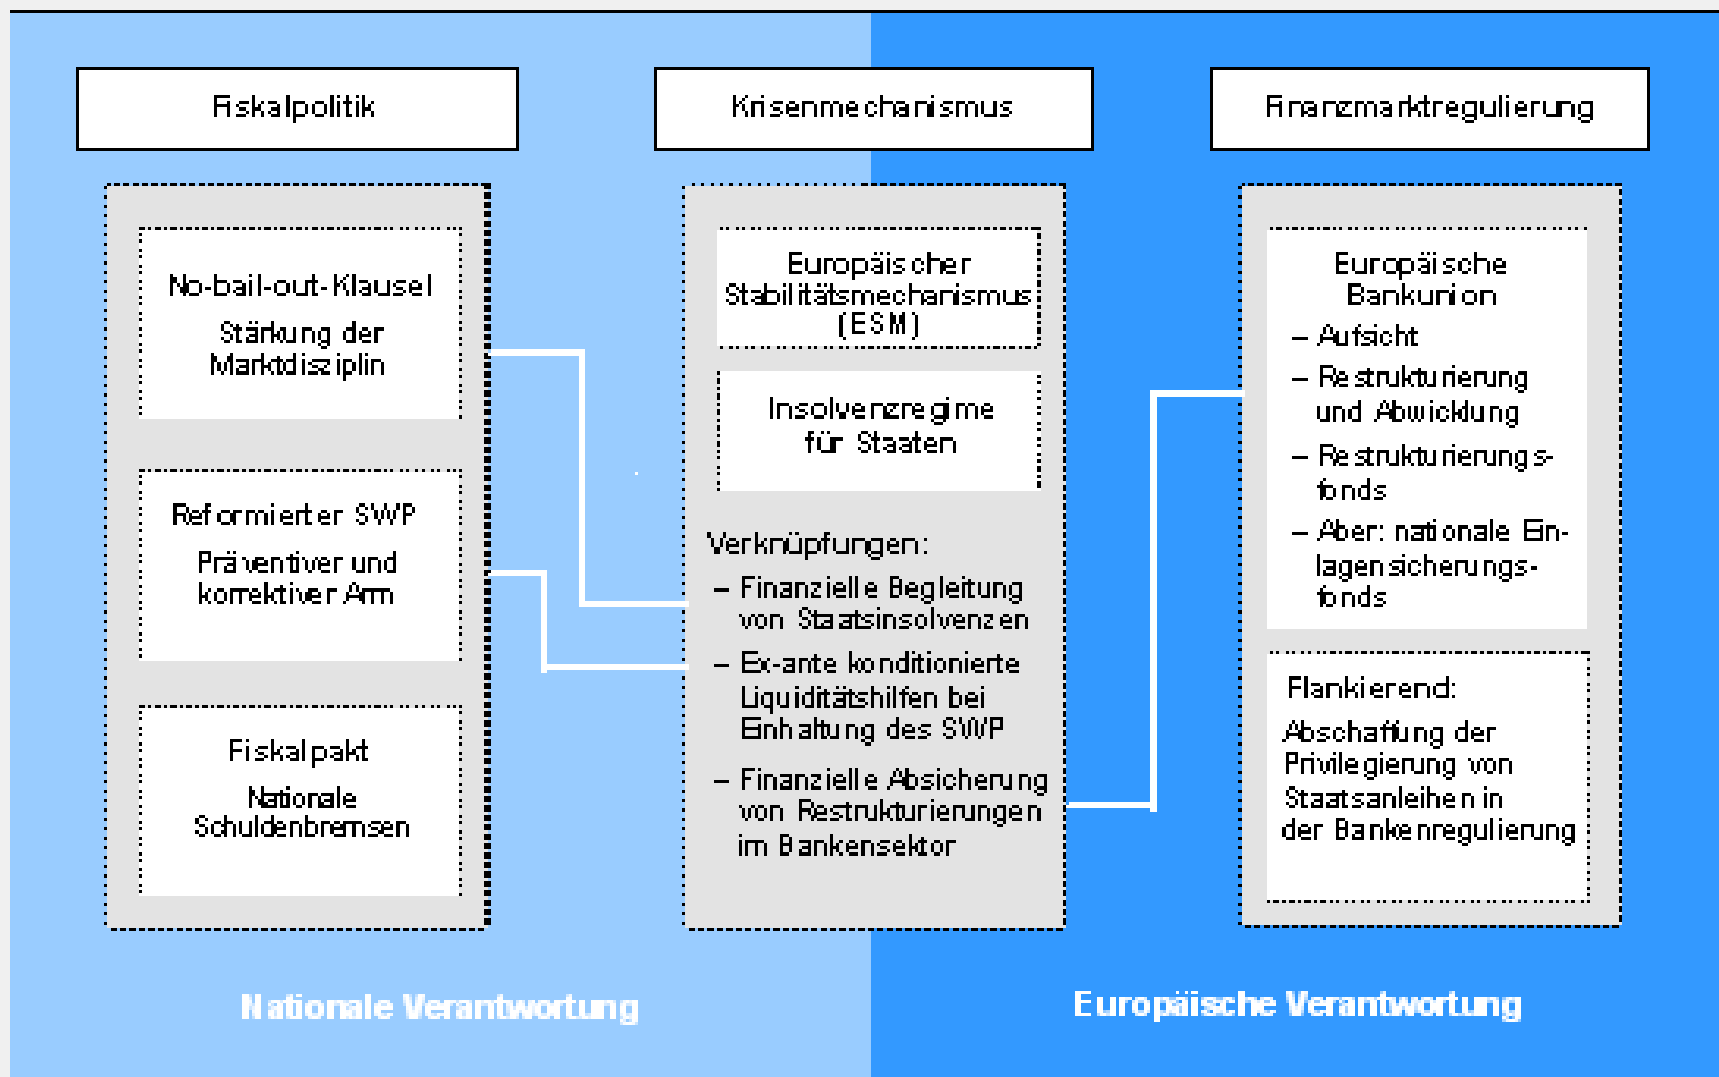 Fiskalpolitik
No-bail-out-Klausel
Stärkung der
Marktdisziplin
Reformierter SWP
Präventiver und
korrektiver Arm
Fiskalpakt
Nationale
Schuldenbremsen
Krisenmechanismus
Europäischer
Stabilitätsmechanismus
(ESM)
Insolvenzregime
für Staaten
Verknüpfungen:
– Finanzielle Begleitung
von Staatsinsolvenzen
– Ex-ante konditionierte
Liquiditätshilfen bei
Einhaltung des SWP
– Finanzielle Absicherung
von Restrukturierungen
im Bankensektor
Finanzmarktregulierung
Europäische
Bankunion
– Aufsicht
– Restrukturierung
und Abwicklung
– Restrukturierungs-
fonds
– Aber: nationale Ein-
lagensicherungs-
fonds
Flankierend:
Abschaffung der
Privilegierung von
Staatsanleihen in
der Bankenregulierung
Nationale Verantwortung
Europäische Verantwortung